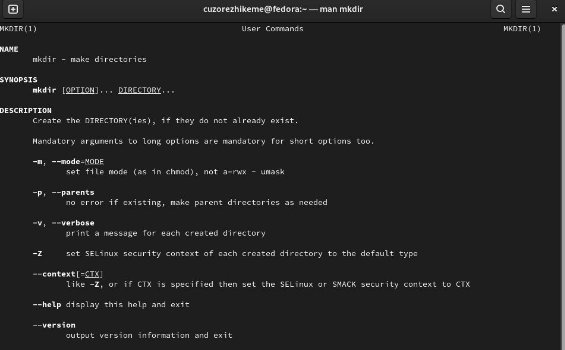 cuzorezhikeme@fedora:~ — man mkdir
MKDIR(1) User Commands MKDIR(1)
NAME
mkdir - make directories
SYNOPSIS
mkdir [OPTION]... DIRECTORY...
DESCRIPTION
Create the DIRECTORY(ies), if they do not already exist.
Mandatory arguments to long options are mandatory for short options too.
-m, --mode=MODE
set file mode (as in chmod), not a=rwx - umask
-p, --parents
no error if existing, make parent directories as needed
-v, --verbose
print a message for each created directory
-Z set SELinux security context of each created directory to the default type
--context[=CTX]
like -Z, or if CTX is specified then set the SELinux or SMACK security context to CTX
--help display this help and exit
--version
output version information and exit